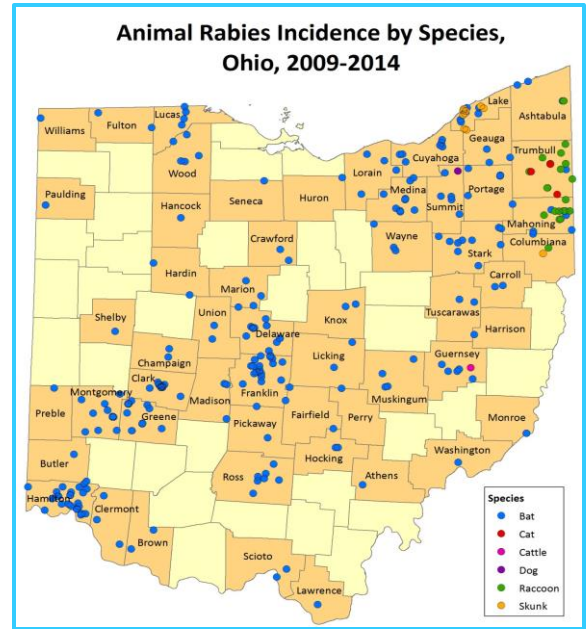 Animal Rabies Incidence by Species,
Ohio, 2009-2014
Williams
Fulton
Lucas
Lake
Ashtabula
Geauga
Cuyahoga
Trumbull
Wood
Lorain
Paulding
Hancock
Seneca
Huron
Medina
Summit
Portage
Mahoning
Crawford
Wayne
Stark
Columbiana
Hardin
Marion
Carroll
Shelby
Union
Knox
Tuscarawas
Harrison
Delaware
Champaign
Licking
Guernsey
Clark
Muskingum
Montgomery
Preble
Greene
Madison
Franklin
Fairfield
Perry
Monroe
Pickaway
Butler
Hocking
Washington
Ross
Athens
Hamilton
Clermont
Brown
Scioto
Lawrence
Species
Bat
Cat
Cattle
Dog
Raccoon
Skunk